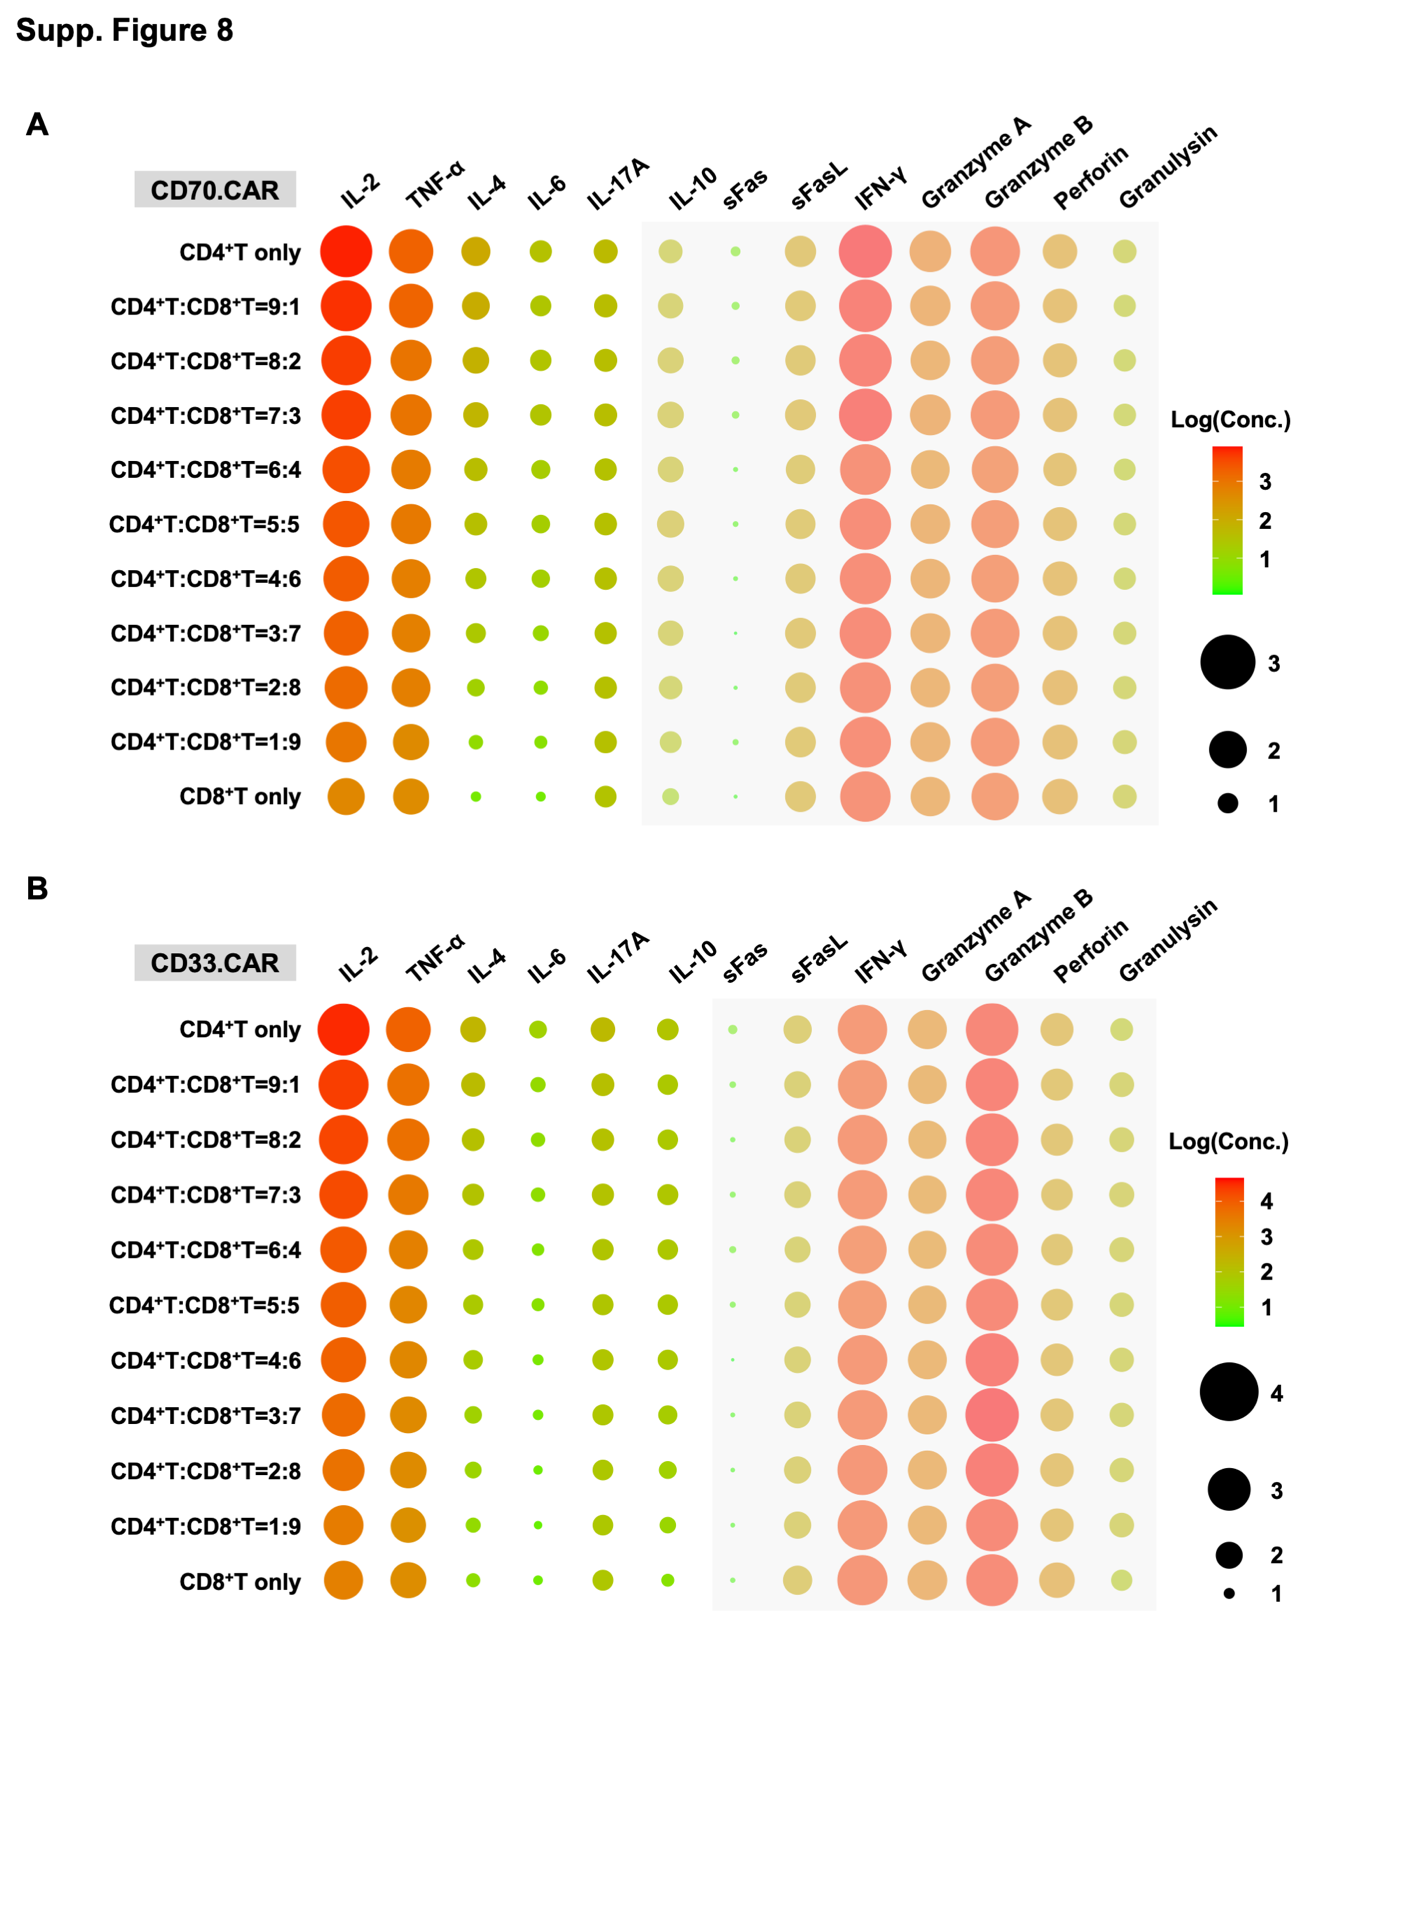 Supp. Figure 8
A
CD70.CAR
IL-2 TNF-α IL-4 IL-6 IL-17A IL-10 sFas sFasL IFN-γ Granzyme A Granzyme B Perforin Granulysin
CD4⁺T only
CD4⁺T:CD8⁺T=9:1
CD4⁺T:CD8⁺T=8:2
CD4⁺T:CD8⁺T=7:3
CD4⁺T:CD8⁺T=6:4
CD4⁺T:CD8⁺T=5:5
CD4⁺T:CD8⁺T=4:6
CD4⁺T:CD8⁺T=3:7
CD4⁺T:CD8⁺T=2:8
CD4⁺T:CD8⁺T=1:9
CD8⁺T only
Log(Conc.)
3
2
1
3
2
1
B
CD33.CAR
IL-2 TNF-α IL-4 IL-6 IL-17A IL-10 sFas sFasL IFN-γ Granzyme A Granzyme B Perforin Granulysin
CD4⁺T only
CD4⁺T:CD8⁺T=9:1
CD4⁺T:CD8⁺T=8:2
CD4⁺T:CD8⁺T=7:3
CD4⁺T:CD8⁺T=6:4
CD4⁺T:CD8⁺T=5:5
CD4⁺T:CD8⁺T=4:6
CD4⁺T:CD8⁺T=3:7
CD4⁺T:CD8⁺T=2:8
CD4⁺T:CD8⁺T=1:9
CD8⁺T only
Log(Conc.)
4
3
2
1
4
3
2
1